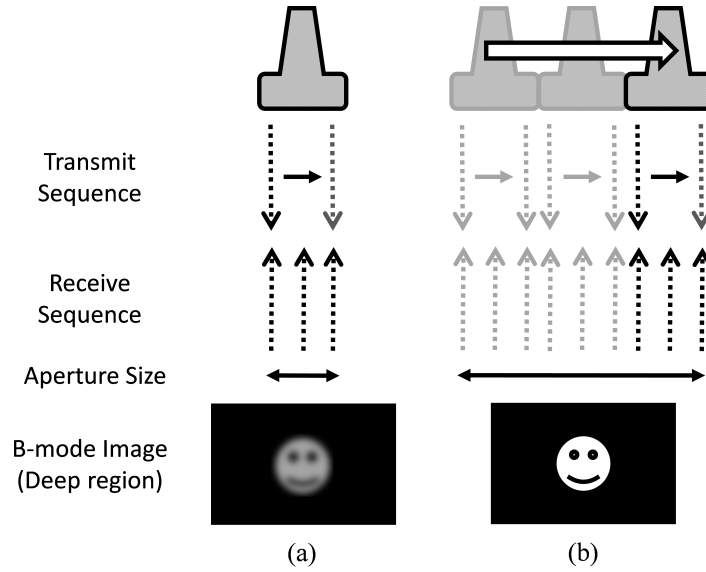 Transmit
Sequence
Receive
Sequence
Aperture Size
B-mode Image
(Deep region)
(a)
(b)